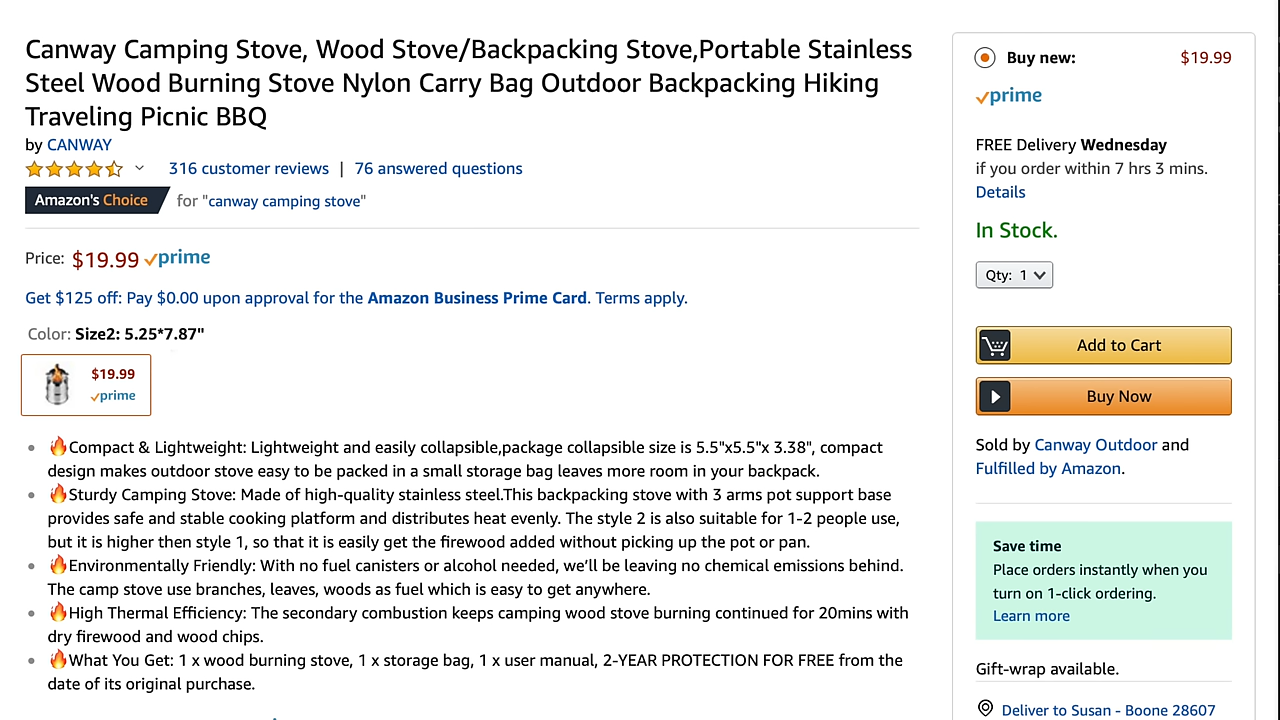 Canway Camping Stove, Wood Stove/Backpacking Stove,Portable Stainless
Steel Wood Burning Stove Nylon Carry Bag Outdoor Backpacking Hiking
Traveling Picnic BBQ
by CANWAY
316 customer reviews | 76 answered questions
Amazon's Choice for "canway camping stove"
Price: $19.99 prime
Get $125 off: Pay $0.00 upon approval for the Amazon Business Prime Card. Terms apply.
Color: Size2: 5.25*7.87"
$19.99
prime
🔥Compact & Lightweight: Lightweight and easily collapsible,package collapsible size is 5.5"x5.5"x 3.38", compact
design makes outdoor stove easy to be packed in a small storage bag leaves more room in your backpack.
🔥Sturdy Camping Stove: Made of high-quality stainless steel.This backpacking stove with 3 arms pot support base
provides safe and stable cooking platform and distributes heat evenly. The style 2 is also suitable for 1-2 people use,
but it is higher then style 1, so that it is easily get the firewood added without picking up the pot or pan.
🔥Environmentally Friendly: With no fuel canisters or alcohol needed, we’ll be leaving no chemical emissions behind.
The camp stove use branches, leaves, woods as fuel which is easy to get anywhere.
🔥High Thermal Efficiency: The secondary combustion keeps camping wood stove burning continued for 20mins with
dry firewood and wood chips.
🔥What You Get: 1 x wood burning stove, 1 x storage bag, 1 x user manual, 2-YEAR PROTECTION FOR FREE from the
date of its original purchase.
Buy new: $19.99
prime
FREE Delivery Wednesday
if you order within 7 hrs 3 mins.
Details
In Stock.
Qty: 1
Add to Cart
Buy Now
Sold by Canway Outdoor and
Fulfilled by Amazon.
Save time
Place orders instantly when you
turn on 1-click ordering.
Learn more
Gift-wrap available.
Deliver to Susan - Boone 28607